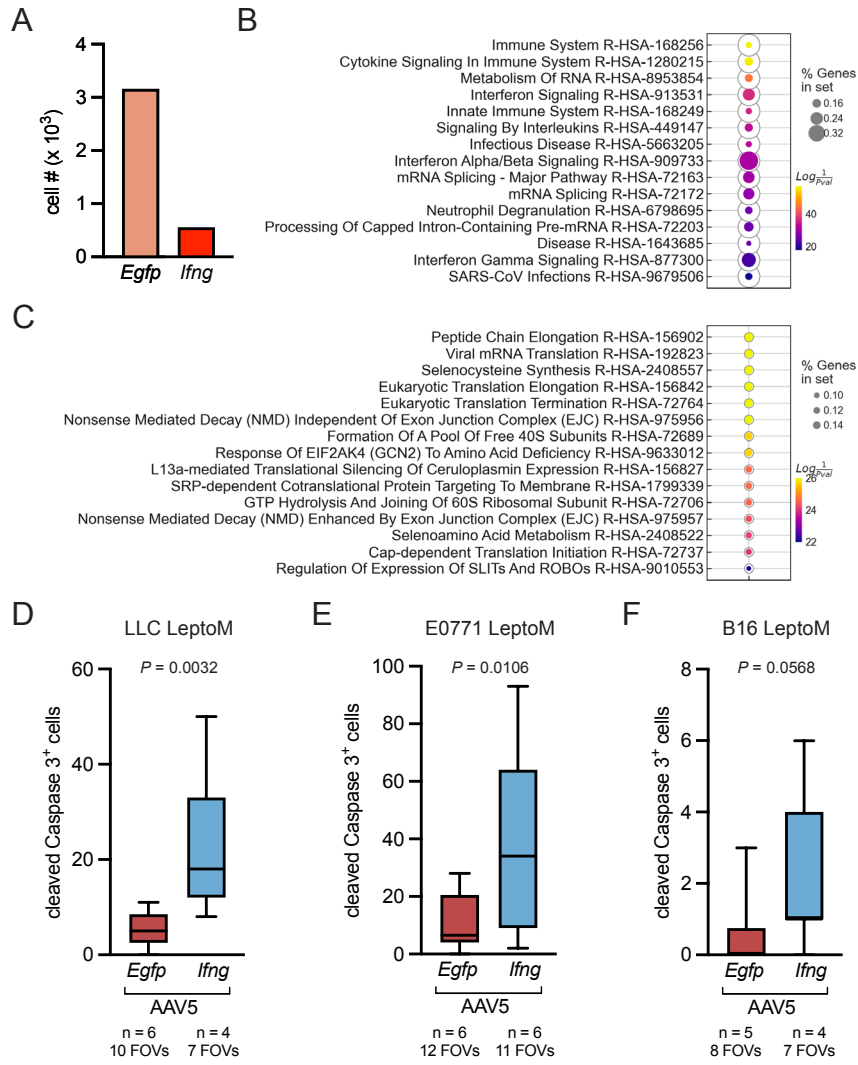 A
cell # (x 10³)
4
3
2
1
0
Egfp
Ifng
B
Immune System R-HSA-168256
Cytokine Signaling In Immune System R-HSA-1280215
Metabolism Of RNA R-HSA-8953854
Interferon Signaling R-HSA-913531
Innate Immune System R-HSA-168249
Signaling By Interleukins R-HSA-449147
Infectious Disease R-HSA-5663205
Interferon Alpha/Beta Signaling R-HSA-909733
mRNA Splicing - Major Pathway R-HSA-72163
mRNA Splicing R-HSA-72172
Neutrophil Degranulation R-HSA-6798695
Processing Of Capped Intron-Containing Pre-mRNA R-HSA-72203
Disease R-HSA-1643685
Interferon Gamma Signaling R-HSA-877300
SARS-CoV Infections R-HSA-9679506
% Genes
in set
0.16
0.24
0.32
Log 1/Pval
40
20
C
Peptide Chain Elongation R-HSA-156902
Viral mRNA Translation R-HSA-192823
Selenocysteine Synthesis R-HSA-2408557
Eukaryotic Translation Elongation R-HSA-156842
Eukaryotic Translation Termination R-HSA-72764
Nonsense Mediated Decay (NMD) Independent Of Exon Junction Complex (EJC) R-HSA-975956
Formation Of A Pool Of Free 40S Subunits R-HSA-72689
Response Of EIF2AK4 (GCN2) To Amino Acid Deficiency R-HSA-9633012
L13a-mediated Translational Silencing Of Ceruloplasmin Expression R-HSA-156827
SRP-dependent Cotranslational Protein Targeting To Membrane R-HSA-1799339
GTP Hydrolysis And Joining Of 60S Ribosomal Subunit R-HSA-72706
Nonsense Mediated Decay (NMD) Enhanced By Exon Junction Complex (EJC) R-HSA-975957
Selenoamino Acid Metabolism R-HSA-2408522
Cap-dependent Translation Initiation R-HSA-72737
Regulation Of Expression Of SLITs And ROBOs R-HSA-9010553
% Genes
in set
0.10
0.12
0.14
Log 1/Pval
26
24
22
D
LLC LeptoM
P = 0.0032
cleaved Caspase 3⁺ cells
60
40
20
0
Egfp
Ifng
AAV5
n = 6 n = 4
10 FOVs 7 FOVs
E
E0771 LeptoM
P = 0.0106
cleaved Caspase 3⁺ cells
100
80
60
40
20
0
Egfp
Ifng
AAV5
n = 6 n = 6
12 FOVs 11 FOVs
F
B16 LeptoM
P = 0.0568
cleaved Caspase 3⁺ cells
8
6
4
2
0
Egfp
Ifng
AAV5
n = 5 n = 4
8 FOVs 7 FOVs